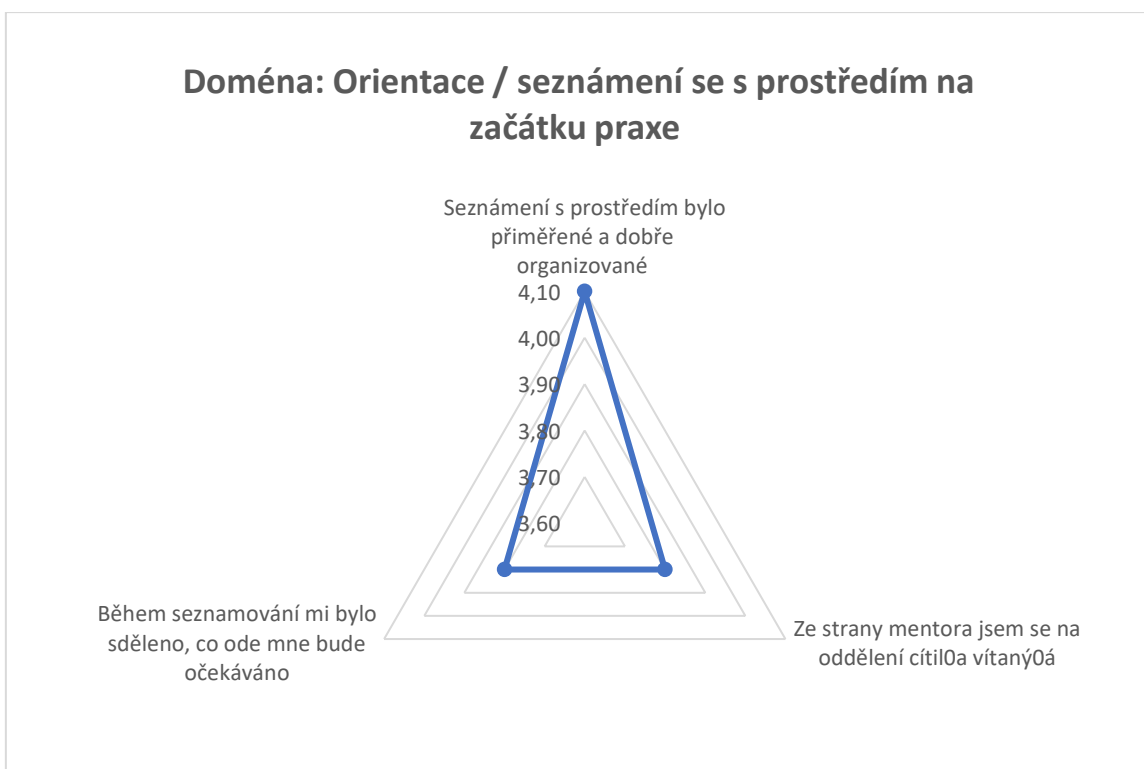 Doména: Orientace / seznámení se s prostředím na
začátku praxe
Seznámení s prostředím bylo
přiměřené a dobře
organizované
4,10
4,00
3,90
3,80
3,70
3,60
Během seznamování mi bylo
sděleno, co ode mne bude
očekáváno
Ze strany mentora jsem se na
oddělení cítil0a vítaný0á